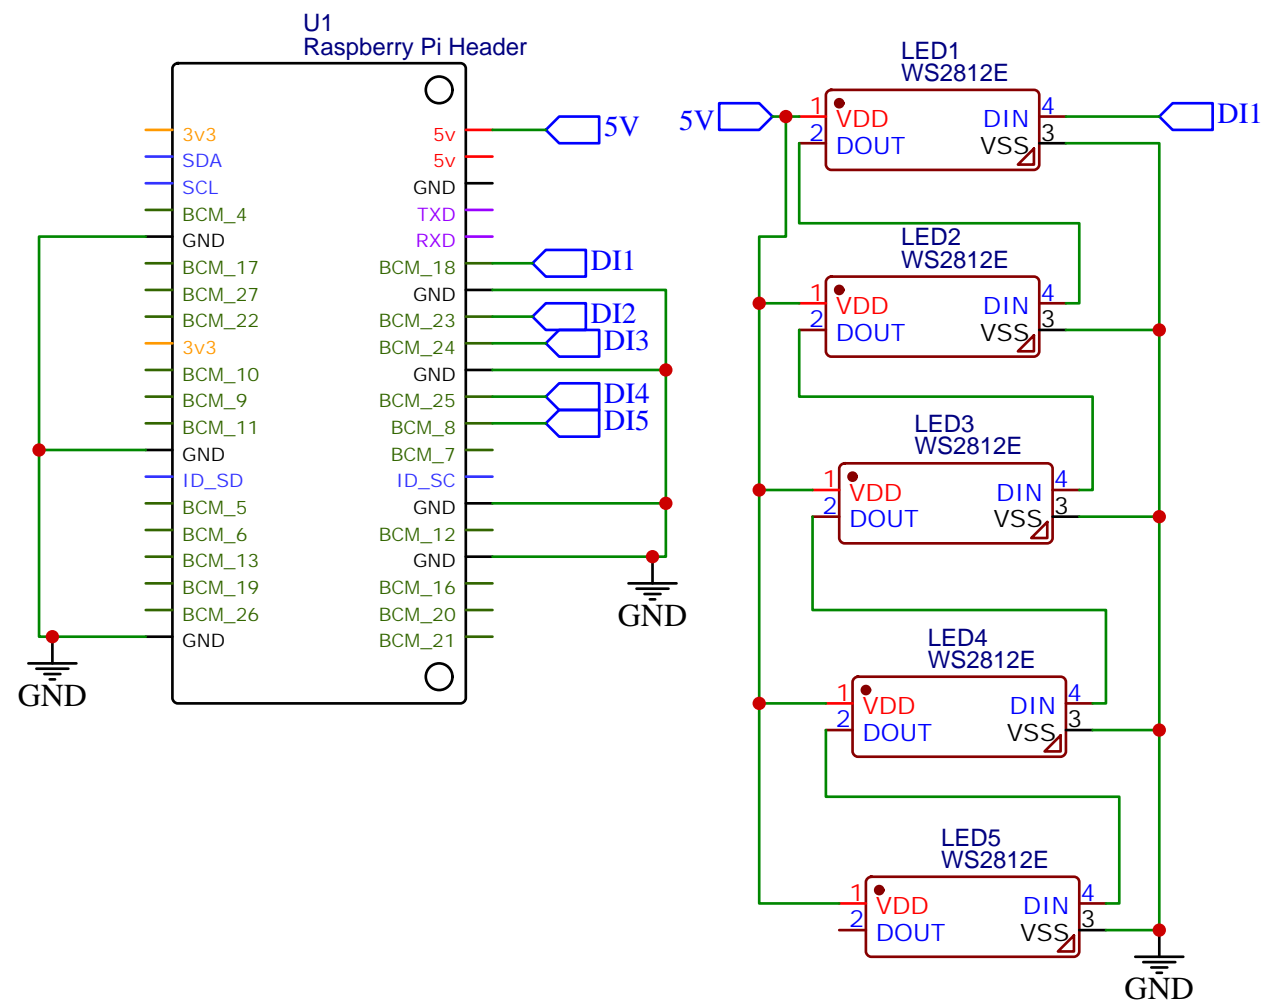 U1
Raspberry Pi Header
3v3
SDA
SCL
BCM_4
GND
BCM_17
BCM_27
BCM_22
3v3
BCM_10
BCM_9
BCM_11
GND
ID_SD
BCM_5
BCM_6
BCM_13
BCM_19
BCM_26
GND
GND
5v 5V
5v
GND
TXD
RXD
BCM_18 DI1
GND
BCM_23 DI2
BCM_24 DI3
GND
BCM_25 DI4
BCM_8 DI5
BCM_7
ID_SC
GND
BCM_12
GND
BCM_16
BCM_20
BCM_21
GND
LED1
WS2812E
5V 1 VDD DIN 4 DI1
2 DOUT VSS 3
LED2
WS2812E
1 VDD DIN 4
2 DOUT VSS 3
LED3
WS2812E
1 VDD DIN 4
2 DOUT VSS 3
LED4
WS2812E
1 VDD DIN 4
2 DOUT VSS 3
LED5
WS2812E
1 VDD DIN 4
2 DOUT VSS 3
GND